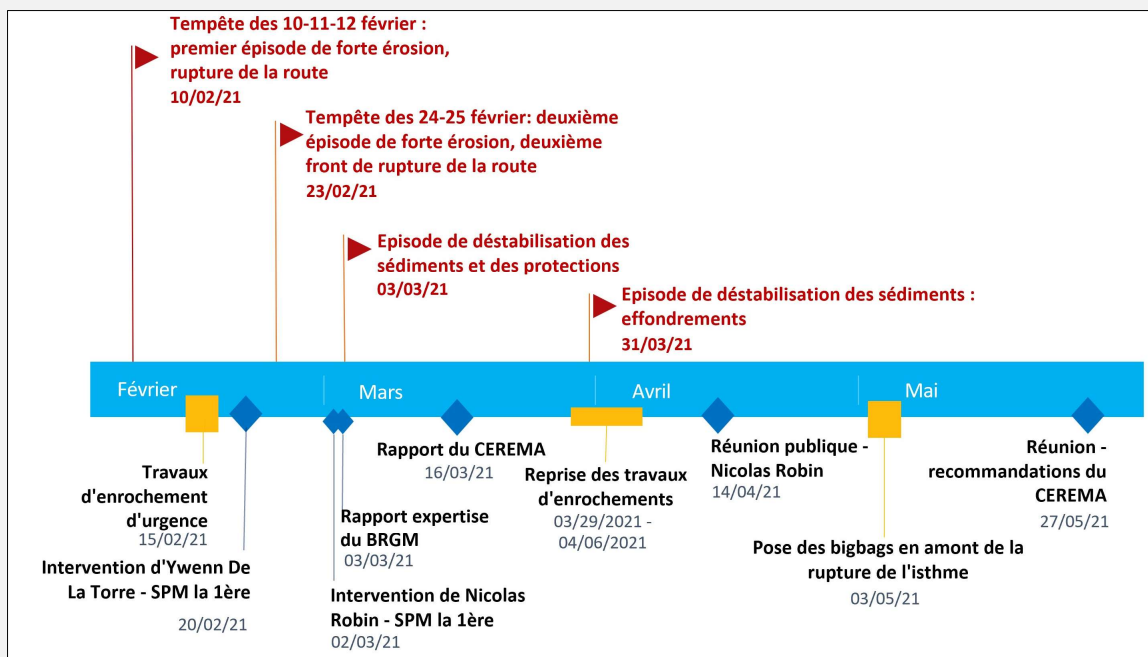 Tempête des 10-11-12 février :
premier épisode de forte érosion,
rupture de la route
10/02/21
Tempête des 24-25 février: deuxième
épisode de forte érosion, deuxième
front de rupture de la route
23/02/21
Episode de déstabilisation des
sédiments et des protections
03/03/21
Episode de déstabilisation des sédiments :
effondrements
31/03/21
Février
Mars
Avril
Mai
Travaux
d'enrochement
d'urgence
15/02/21
Intervention d'Ywenn De
La Torre - SPM la 1ère
20/02/21
Rapport du CEREMA
16/03/21
Rapport expertise
du BRGM
03/03/21
Intervention de Nicolas
Robin - SPM la 1ère
02/03/21
Reprise des travaux
d'enrochements
03/29/2021 -
04/06/2021
Réunion publique -
Nicolas Robin
14/04/21
Pose des bigbags en amont de la
rupture de l'isthme
03/05/21
Réunion -
recommandations du
CEREMA
27/05/21